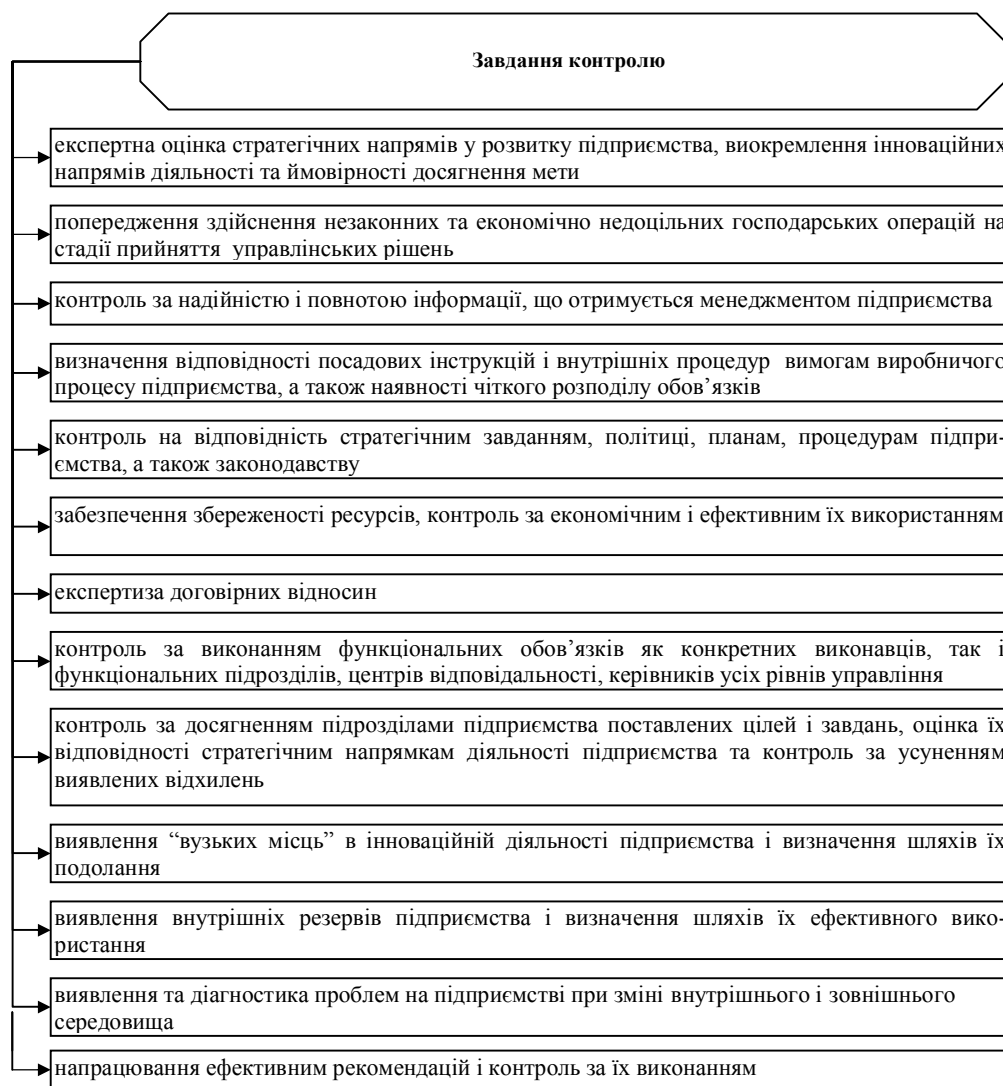 Завдання контролю
експертна оцінка стратегічних напрямів у розвитку підприємства, виокремлення інноваційних
напрямів діяльності та ймовірності досягнення мети
попередження здійснення незаконних та економічно недоцільних господарських операцій на
стадії прийняття управлінських рішень
контроль за надійністю і повнотою інформації, що отримується менеджментом підприємства
визначення відповідності посадових інструкцій і внутрішніх процедур вимогам виробничого
процесу підприємства, а також наявності чіткого розподілу обов’язків
контроль на відповідність стратегічним завданням, політиці, планам, процедурам підпри-
ємства, а також законодавству
забезпечення збереженості ресурсів, контроль за економічним і ефективним їх використанням
експертиза договірних відносин
контроль за виконанням функціональних обов’язків як конкретних виконавців, так і
функціональних підрозділів, центрів відповідальності, керівників усіх рівнів управління
контроль за досягненням підрозділами підприємства поставлених цілей і завдань, оцінка їх
відповідності стратегічним напрямкам діяльності підприємства та контроль за усуненням
виявлених відхилень
виявлення “вузьких місць” в інноваційній діяльності підприємства і визначення шляхів їх
подолання
виявлення внутрішніх резервів підприємства і визначення шляхів їх ефективного вико-
ристання
виявлення та діагностика проблем на підприємстві при зміні внутрішнього і зовнішнього
середовища
напрацювання ефективним рекомендацій і контроль за їх виконанням